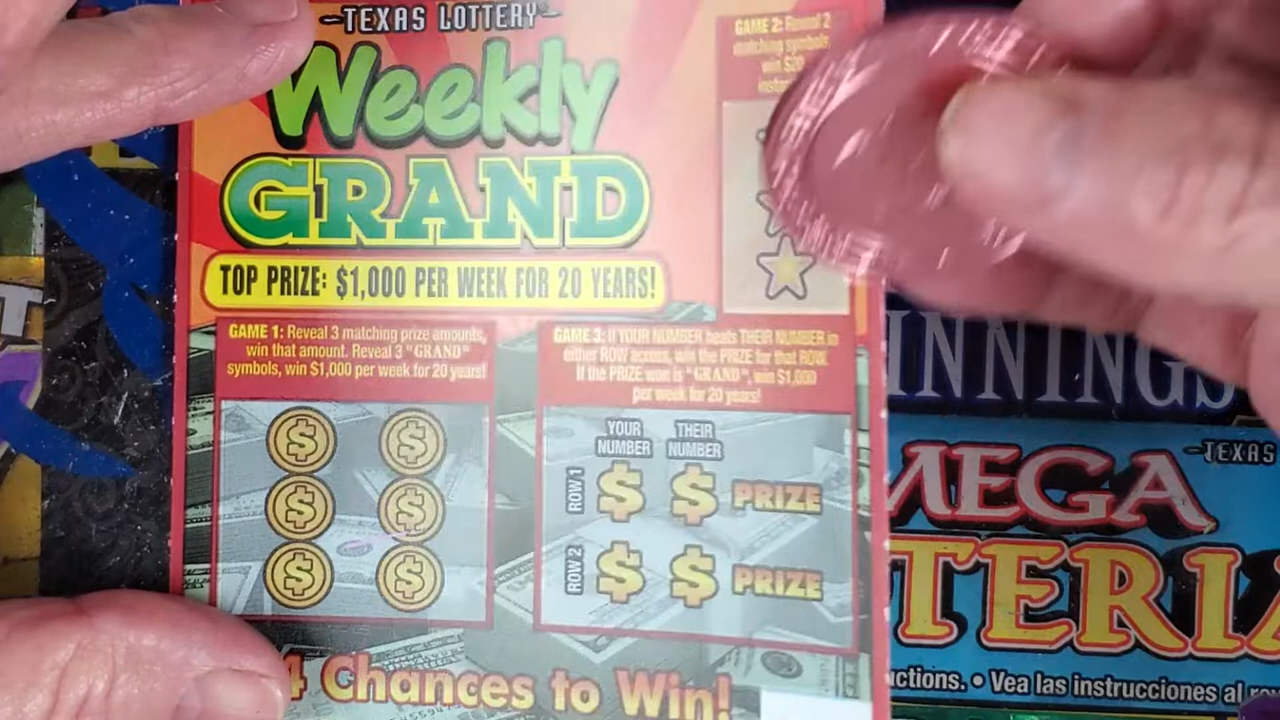 TEXAS LOTTERY
Weekly
GRAND
TOP PRIZE: $1,000 PER WEEK FOR 20 YEARS!
GAME 2: Reveal 2
matching symbols,
win $20
GAME 1: Reveal 3 matching prize amounts,
win that amount. Reveal 3 "GRAND"
symbols, win $1,000 per week for 20 years!
GAME 3: If YOUR NUMBER beats THEIR NUMBER in
either ROW across, win the PRIZE for that ROW.
If the PRIZE won is "GRAND", win $1,000
per week for 20 years!
YOUR NUMBER
THEIR NUMBER
ROW 1
$ $ PRIZE
ROW 2
$ $ PRIZE
$ $
$ $
$ $
4 Chances to Win!
INNINGS
TEXAS
MEGA
TERIA
ctions. • Vea las instrucciones al